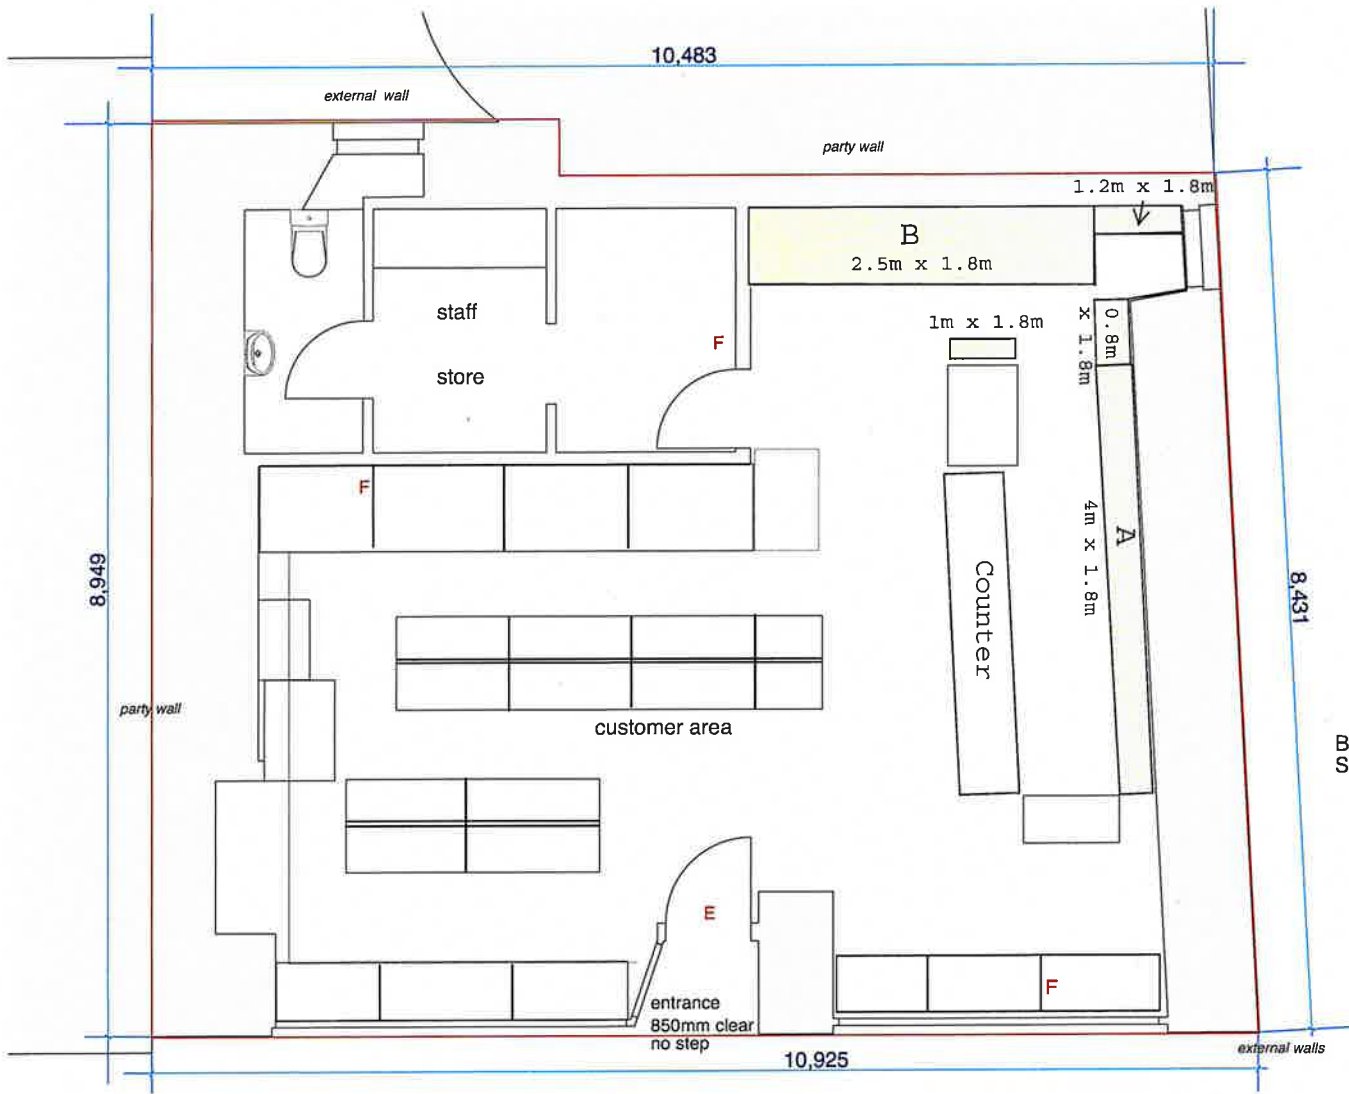 10,483
external wall
party wall
1.2m x 1.8m
B
2.5m x 1.8m
staff
store
F
1m x 1.8m
0.8m
x 1.8m
F
A
4m x 1.8m
Counter
8,949
8,431
party wall
customer area
B
S
E
F
entrance
850mm clear
no step
10,925
external walls